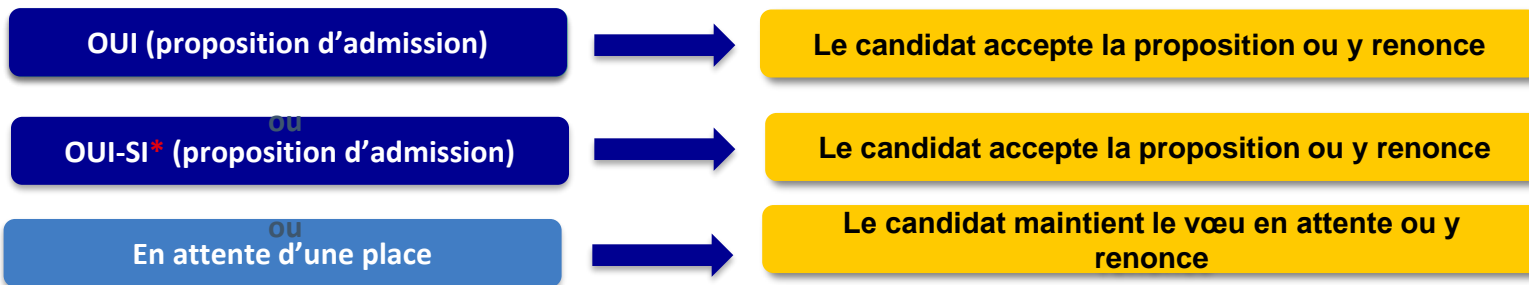 OUI (proposition d’admission)
Le candidat accepte la proposition ou y renonce
ou
OUI-SI* (proposition d’admission)
Le candidat accepte la proposition ou y renonce
ou
En attente d’une place
Le candidat maintient le vœu en attente ou y
renonce